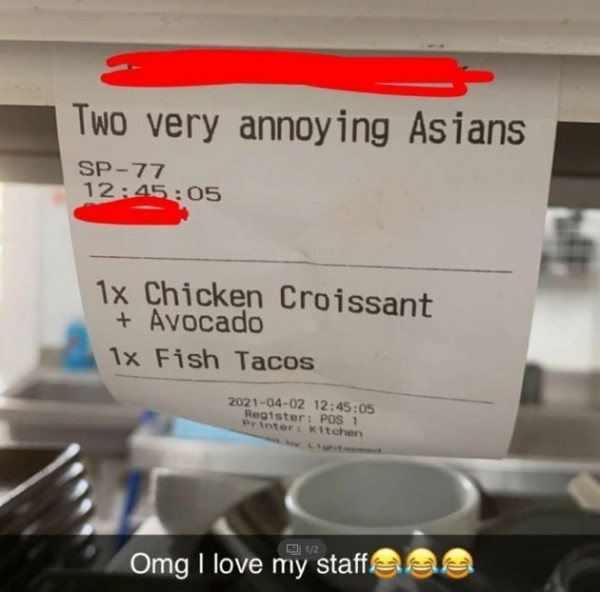 Two very annoying Asians
SP-77
12:45:05
1x Chicken Croissant
+ Avocado
1x Fish Tacos
2021-04-02 12:45:05
Register: POS 1
Printer: Kitchen
by
1/2
Omg I love my staff😂😂😂